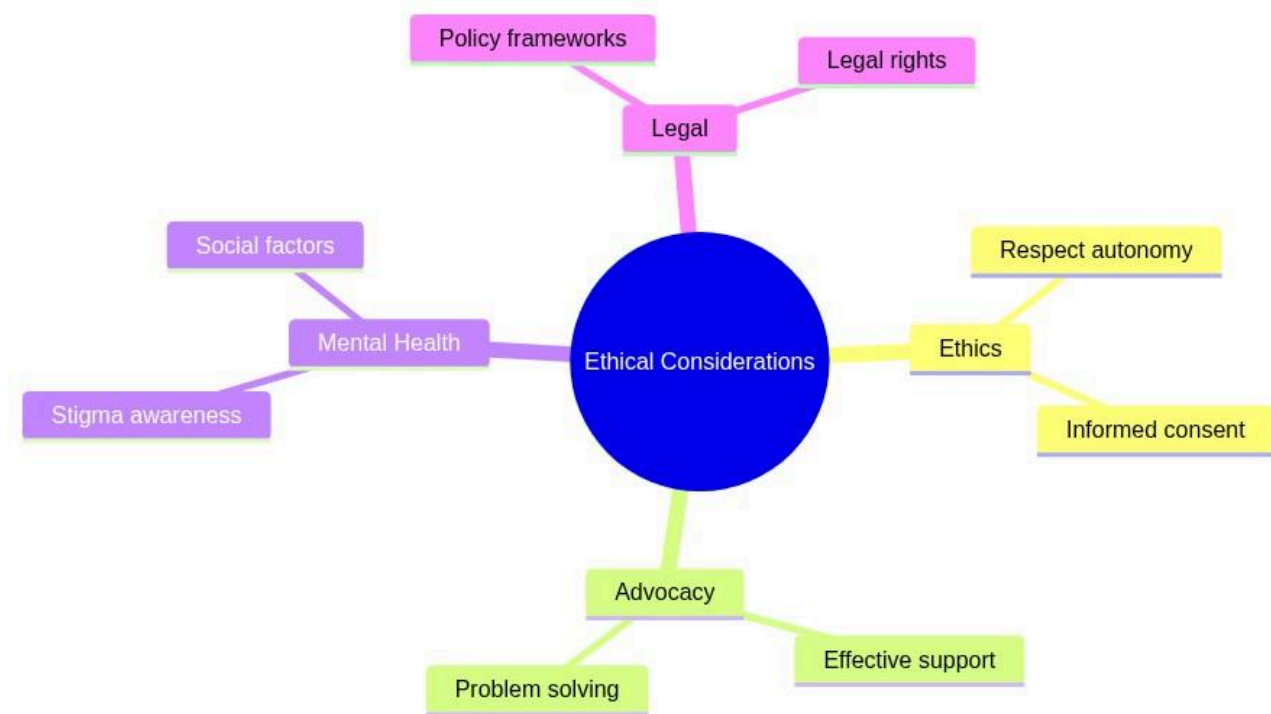 Policy frameworks
Legal rights
Legal
Social factors
Respect autonomy
Mental Health
Ethics
Ethical Considerations
Stigma awareness
Informed consent
Advocacy
Effective support
Problem solving